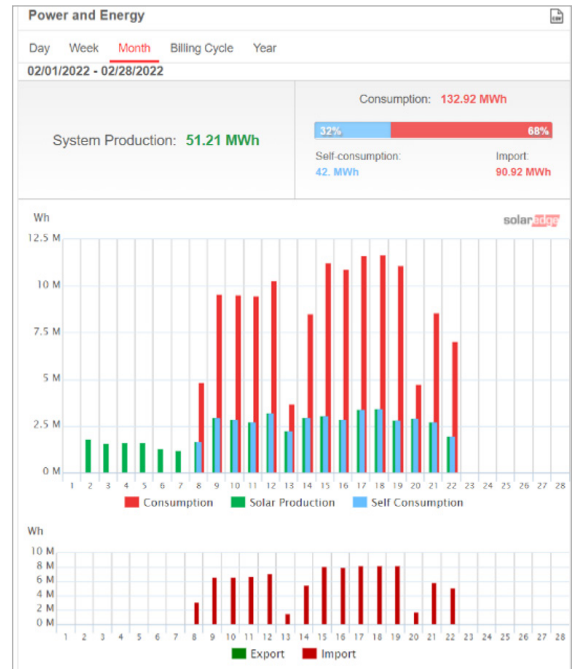 Power and Energy
CSV
Day Week Month Billing Cycle Year
02/01/2022 - 02/28/2022
System Production: 51.21 MWh
Consumption: 132.92 MWh
32% 68%
Self-consumption: Import:
42. MWh 90.92 MWh
Wh
solaredge
12.5 M
10 M
7.5 M
5 M
2.5 M
0 M
1 2 3 4 5 6 7 8 9 10 11 12 13 14 15 16 17 18 19 20 21 22 23 24 25 26 27 28
Consumption Solar Production Self Consumption
Wh
10 M
8 M
6 M
4 M
2 M
0 M
1 2 3 4 5 6 7 8 9 10 11 12 13 14 15 16 17 18 19 20 21 22 23 24 25 26 27 28
Export Import